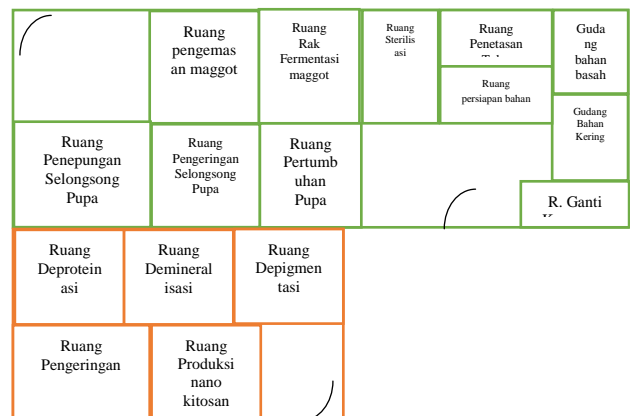 Ruang
pengemas
an maggot
Ruang
Rak
Fermentasi
maggot
Ruang
Sterilis
asi
Ruang
Penetasan
Guda
ng
bahan
basah
Ruang
persiapan bahan
Gudang
Bahan
Kering
Ruang
Penepungan
Selongsong
Pupa
Ruang
Pengeringan
Selongsong
Pupa
Ruang
Pertumb
uhan
Pupa
R. Ganti
Ruang
Deprotein
asi
Ruang
Demineral
isasi
Ruang
Depigmen
tasi
Ruang
Pengeringan
Ruang
Produksi
nano
kitosan